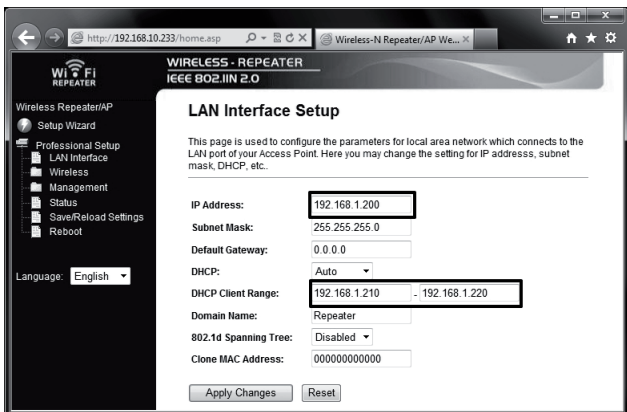 http://192.168.10.233/home.asp
Wireless-N Repeater/AP We...
Wi Fi
REPEATER
WIRELESS - REPEATER
IEEE 802.11N 2.0
Wireless Repeater/AP
Setup Wizard
Professional Setup
LAN Interface
Wireless
Management
Status
Save/Reload Settings
Reboot
Language: English
LAN Interface Setup
This page is used to configure the parameters for local area network which connects to the
LAN port of your Access Point. Here you may change the setting for IP addresss, subnet
mask, DHCP, etc..
IP Address: 192.168.1.200
Subnet Mask: 255.255.255.0
Default Gateway: 0.0.0.0
DHCP: Auto
DHCP Client Range: 192.168.1.210 - 192.168.1.220
Domain Name: Repeater
802.1d Spanning Tree: Disabled
Clone MAC Address: 000000000000
Apply Changes Reset